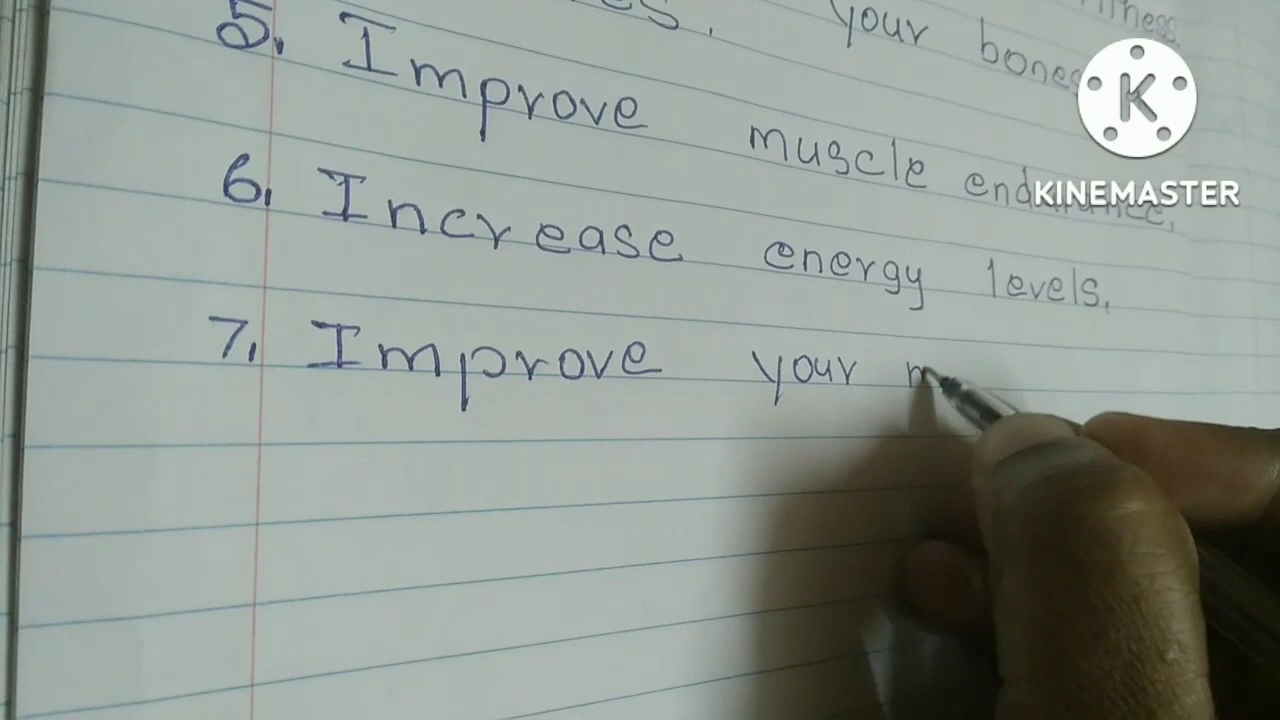 your bones
5. Improve muscle endurance.
6. Increase energy levels.
7. Improve your m
KINEMASTER